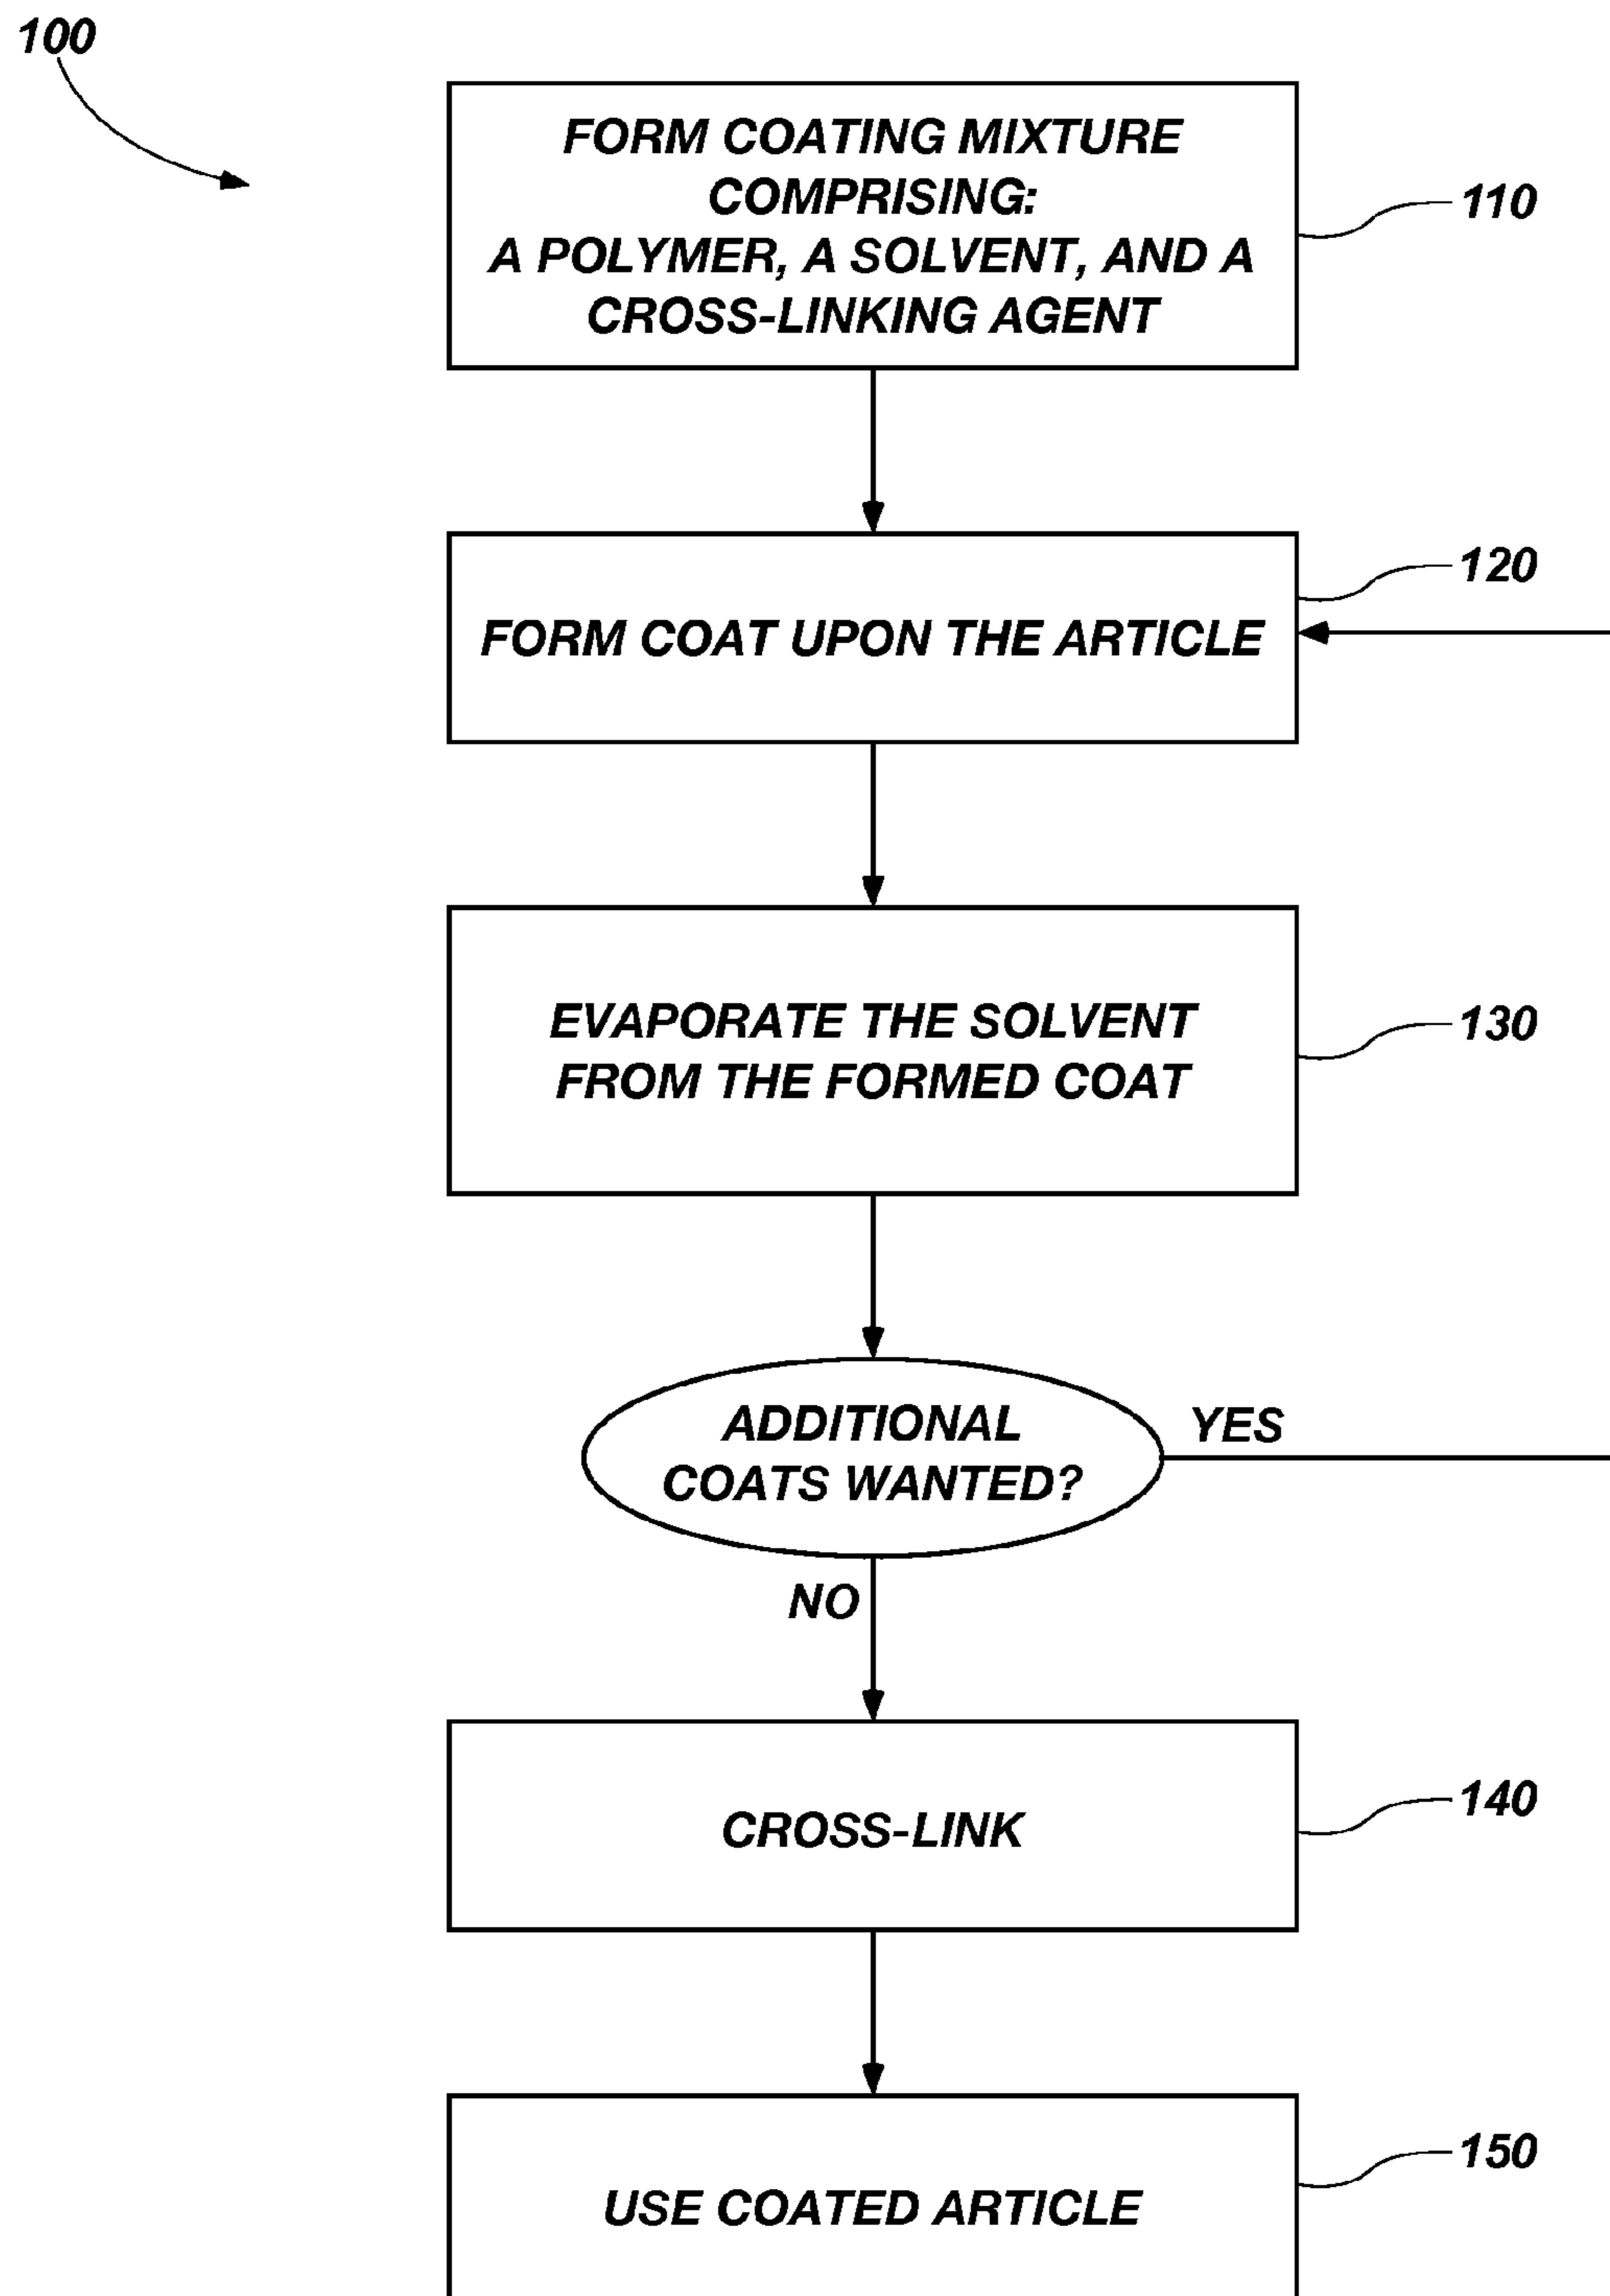 100
FORM COATING MIXTURE
COMPRISING:
A POLYMER, A SOLVENT, AND A
CROSS-LINKING AGENT
110
120
FORM COAT UPON THE ARTICLE
EVAPORATE THE SOLVENT
FROM THE FORMED COAT
130
ADDITIONAL
COATS WANTED?
YES
NO
CROSS-LINK
140
150
USE COATED ARTICLE